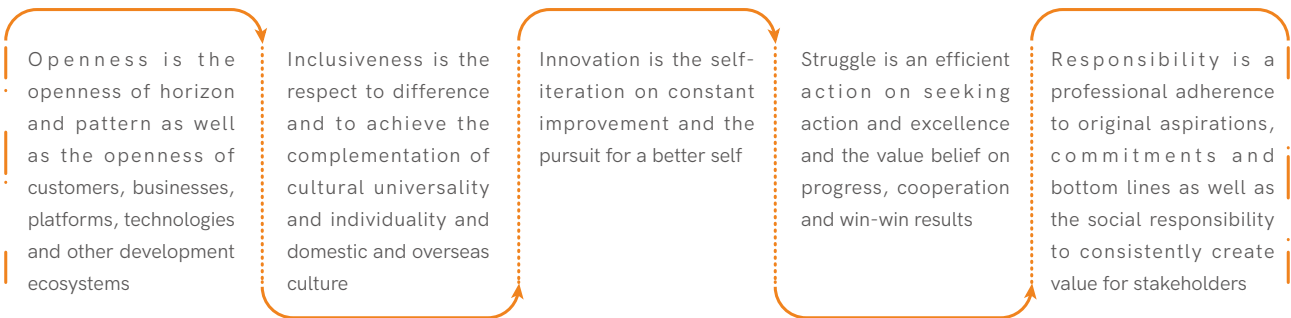 Openness is the
openness of horizon
and pattern as well
as the openness of
customers, businesses,
platforms, technologies
and other development
ecosystems
Inclusiveness is the
respect to difference
and to achieve the
complementation of
cultural universality
and individuality and
domestic and overseas
culture
Innovation is the self-
iteration on constant
improvement and the
pursuit for a better self
Struggle is an efficient
action on seeking
action and excellence
and the value belief on
progress, cooperation
and win-win results
Responsibility is a
professional adherence
to original aspirations,
commitments and
bottom lines as well as
the social responsibility
to consistently create
value for stakeholders